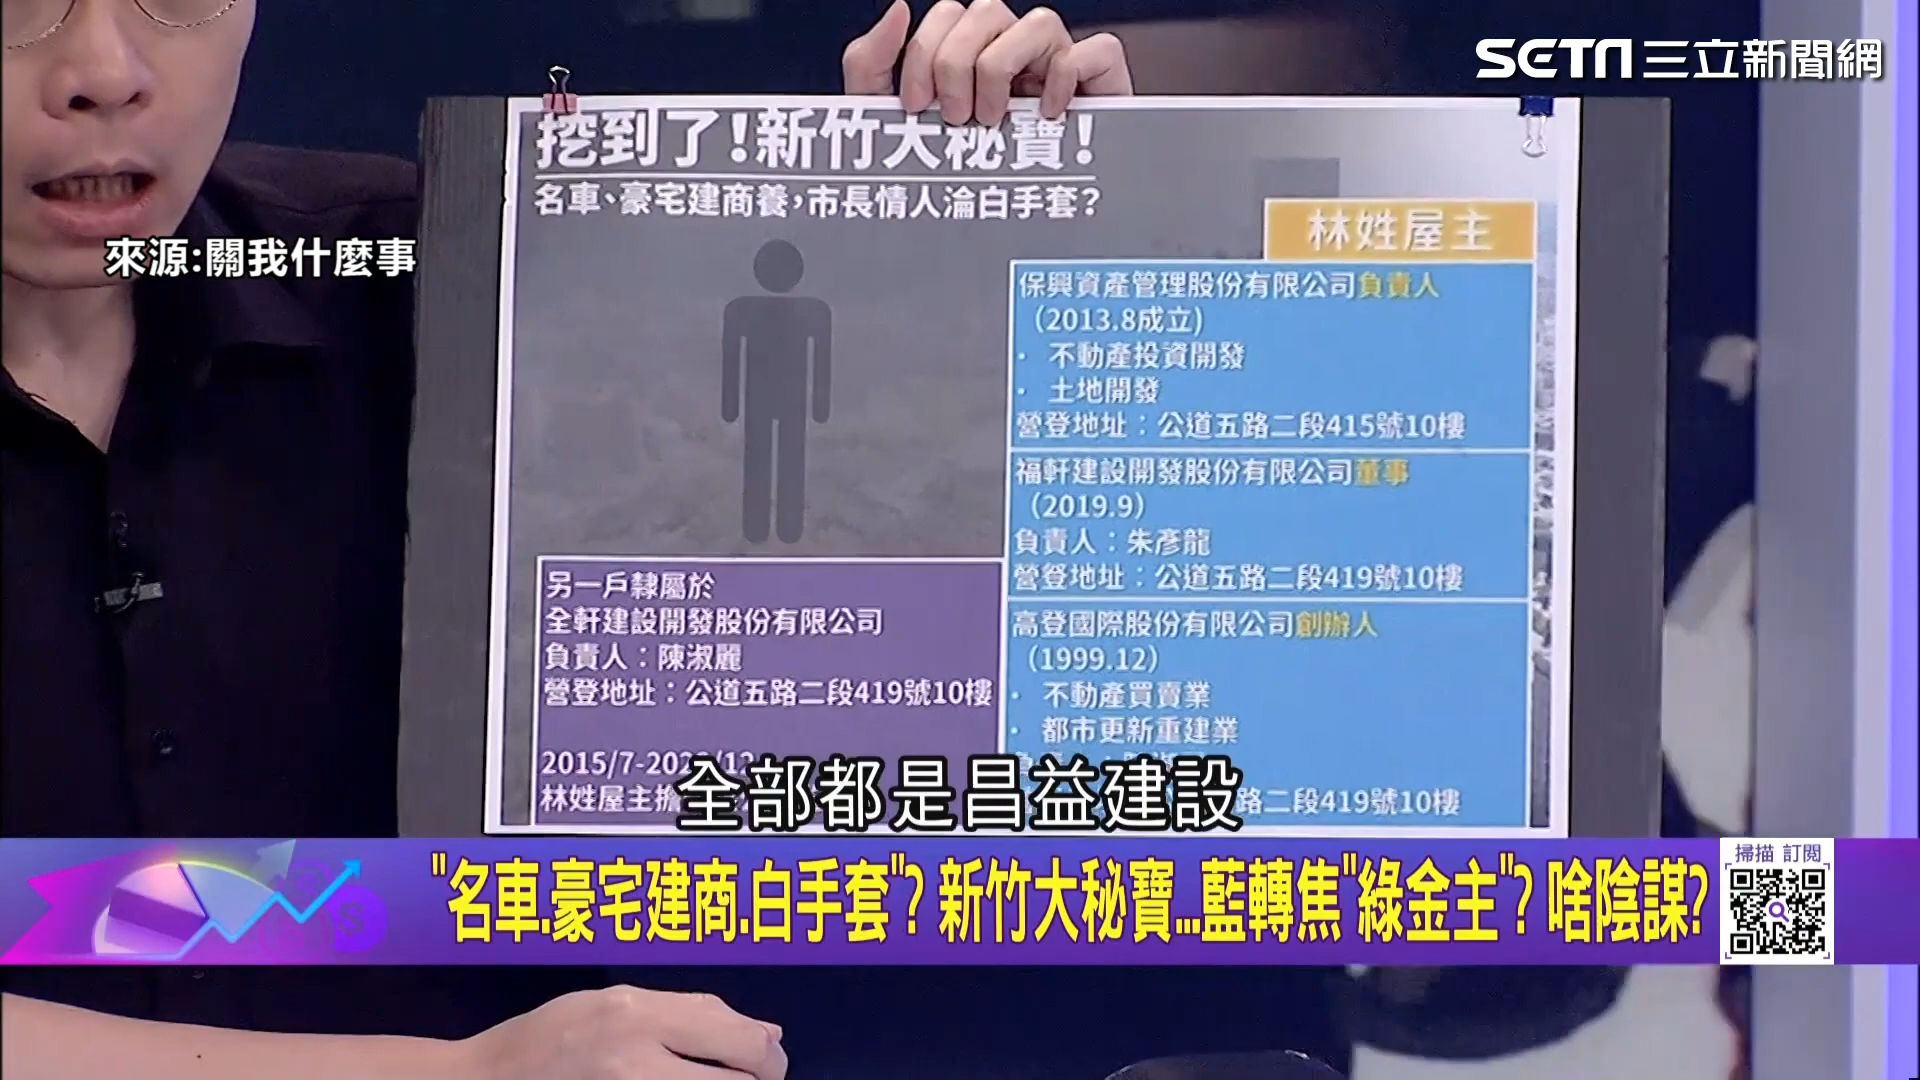 SETN三立新聞網
挖到了!新竹大秘寶!
名車、豪宅建商養,市長情人淪白手套?
來源:關我什麼事
林姓屋主
保興資產管理股份有限公司負責人
(2013.8成立)
· 不動產投資開發
· 土地開發
營登地址:公道五路二段415號10樓
福軒建設開發股份有限公司董事
(2019.9)
負責人:朱彥龍
營登地址:公道五路二段419號10樓
另一戶隸屬於
全軒建設開發股份有限公司
負責人:陳淑麗
營登地址:公道五路二段419號10樓
2015/7-202 /12
林姓屋主擔
高登國際股份有限公司創辦人
(1999.12)
· 不動產買賣業
· 都市更新重建業
路二段419號10樓
全部都是昌益建設
"名車.豪宅建商.白手套"? 新竹大秘寶...藍轉焦"綠金主"? 啥陰謀?
掃描 訂閱